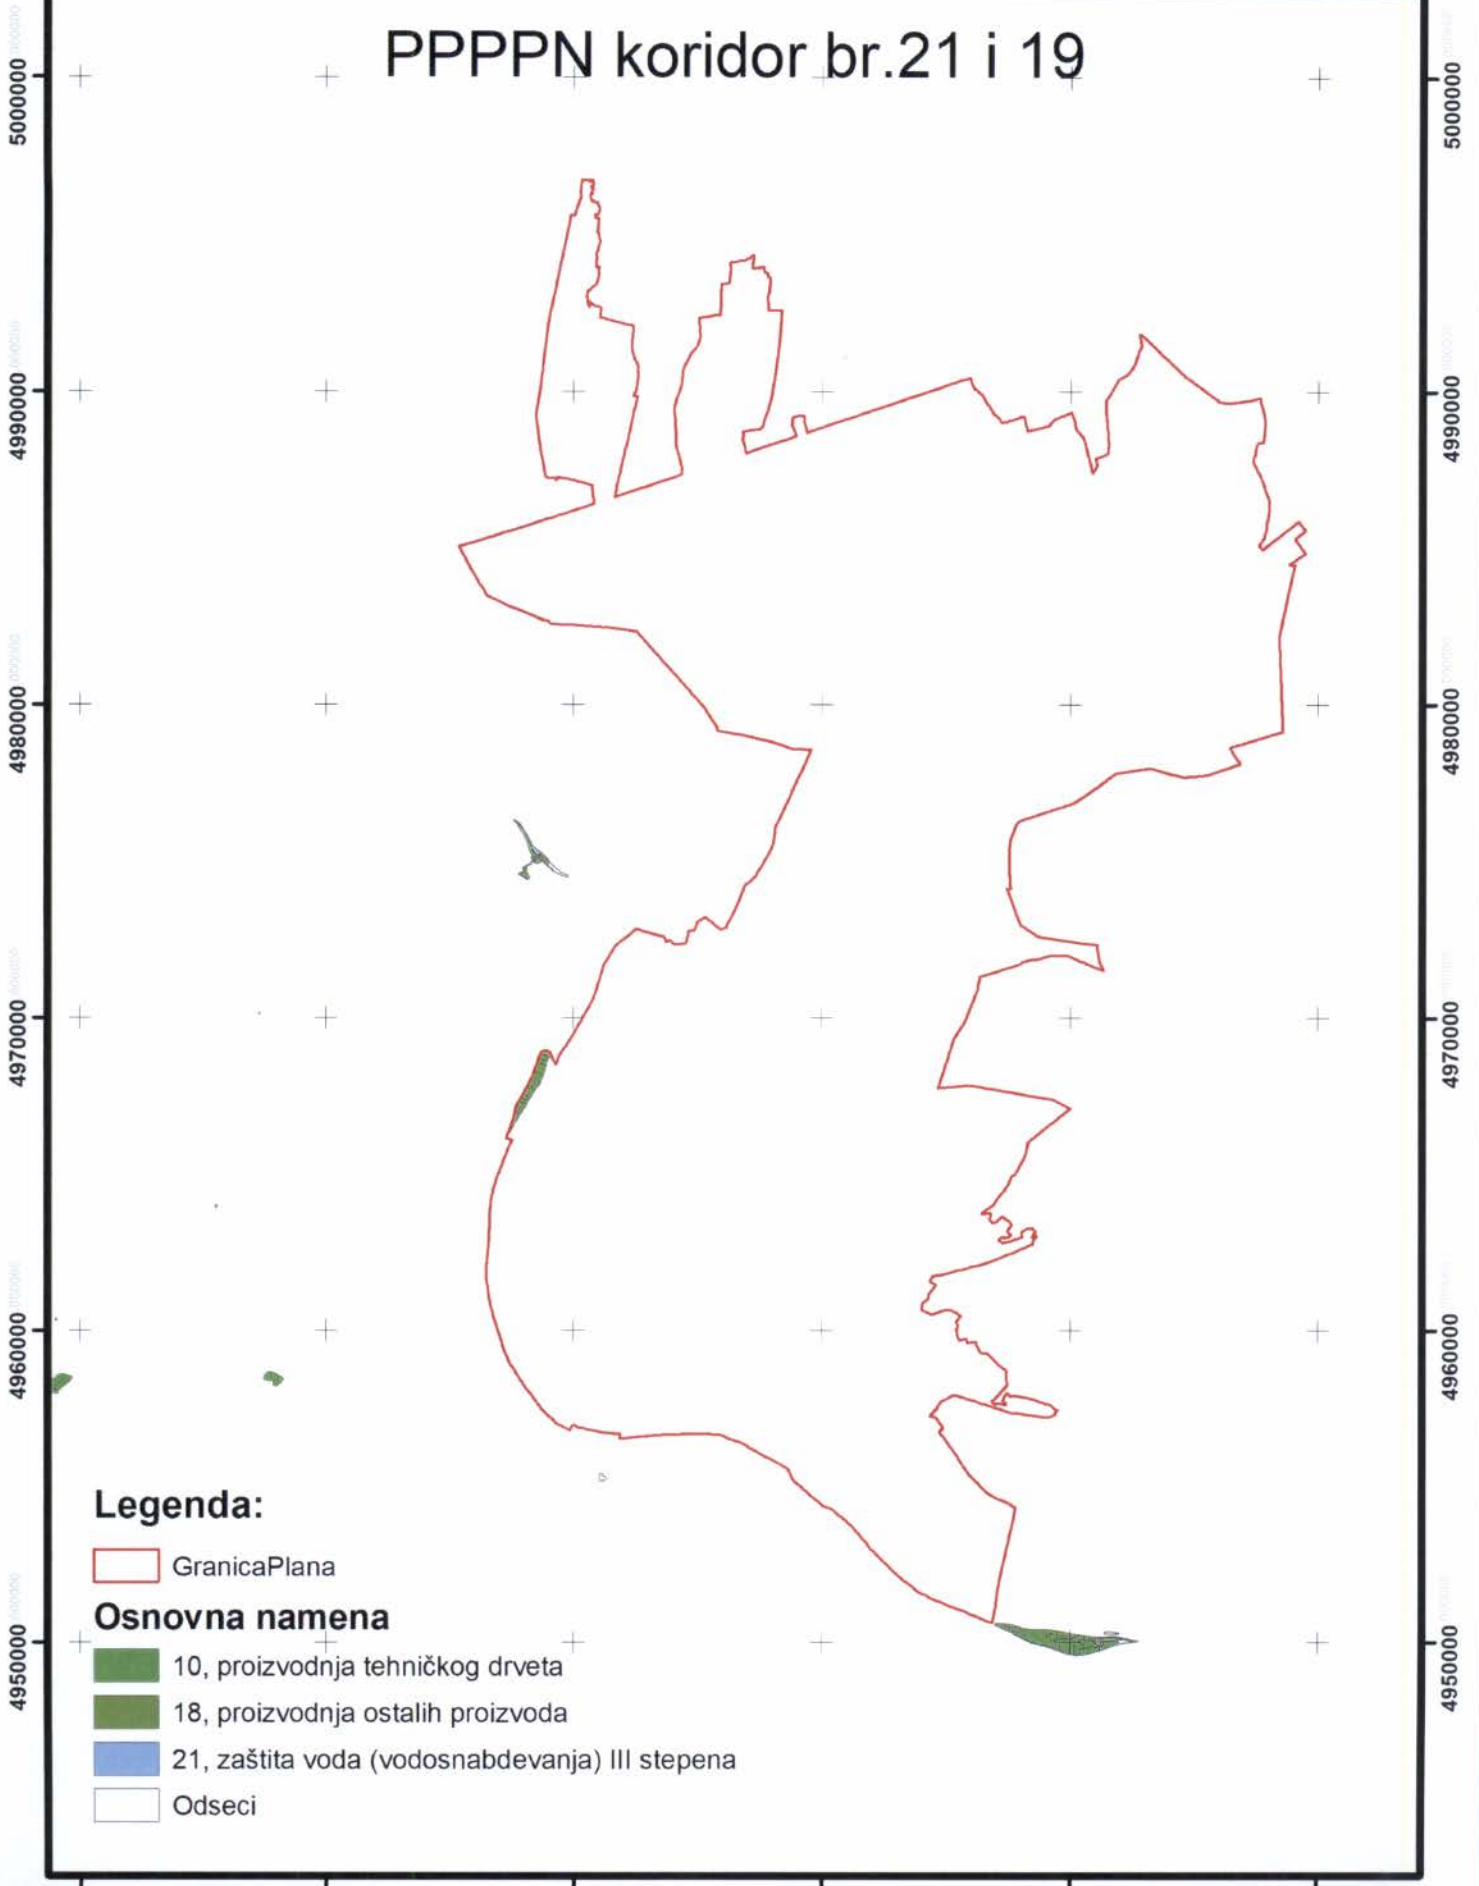 PPPPN koridor br.21 i 19
5000000
5000000
4990000
4990000
4980000
4980000
4970000
4970000
4960000
4960000
4950000
4950000
Legenda:
GranicaPlana
Osnovna namena
10, proizvodnja tehničkog drveta
18, proizvodnja ostalih proizvoda
21, zaštita voda (vodosnabdevanja) III stepena
Odseci